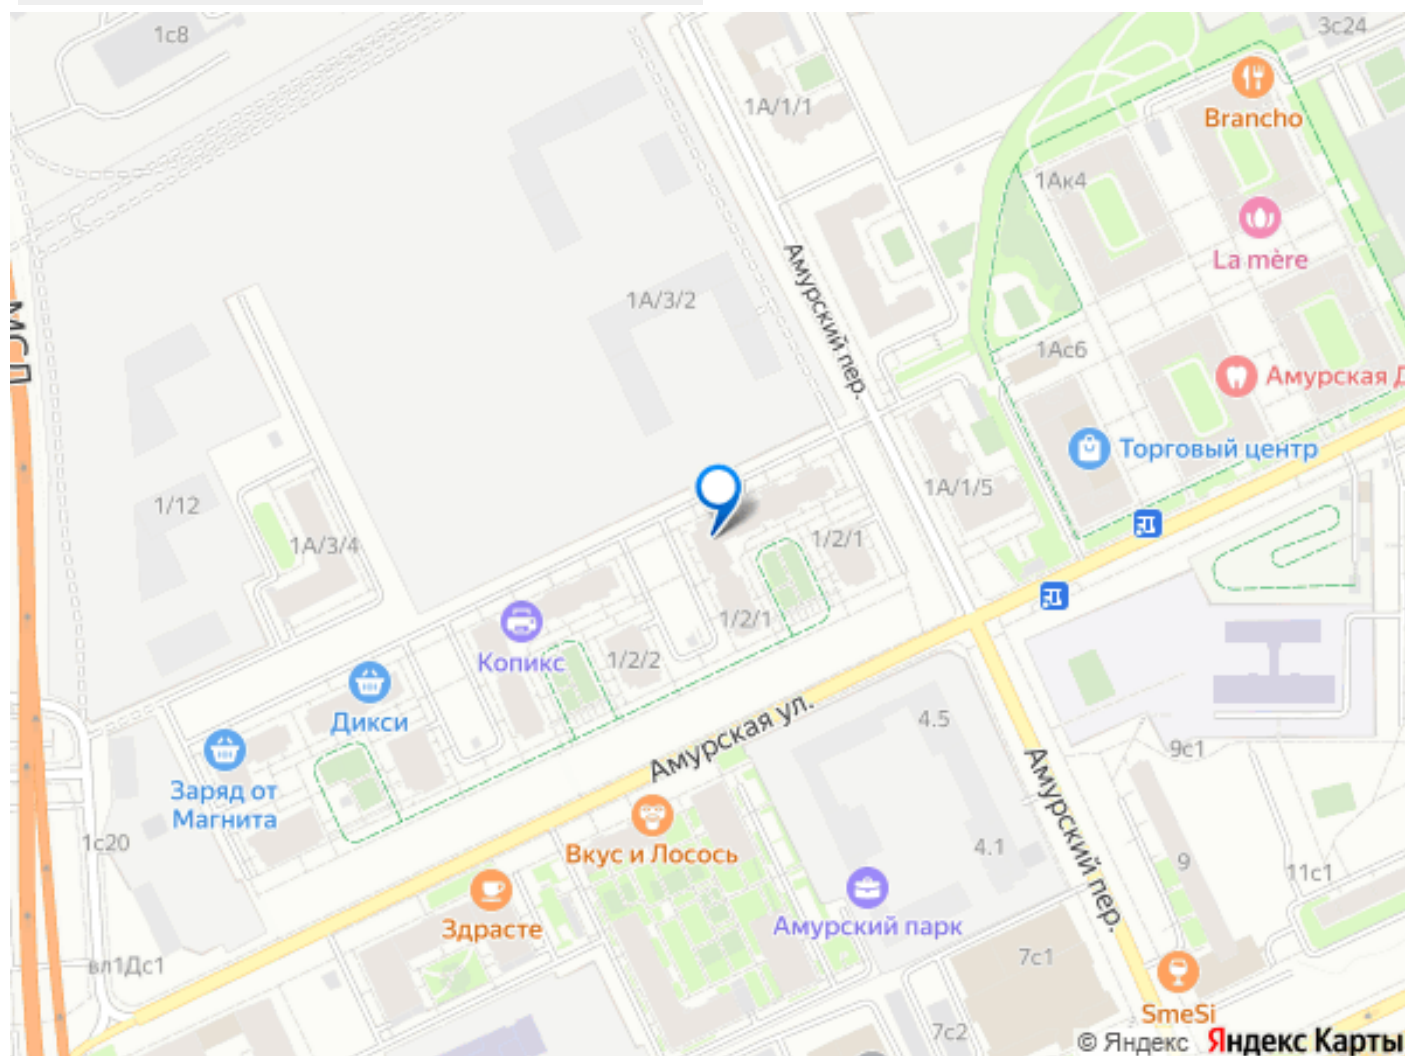 1с8
3с24
1А/1/1
Brancho
1Ак4
La mère
Амурский пер.
1А/3/2
МСД
1Ас6
Амурская Д
Торговый центр
1/12
1А/1/5
1А/3/4
1/2/1
1/2/1
Копикс
1/2/2
Дикси
Амурская ул.
4.5
9с1
Заряд от
Магнита
Амурский пер.
1с20
Вкус и Лосось
4.1
9
11с1
Здрасте
Амурский парк
вл1Дс1
7с1
SmeSi
7с2
© Яндекс Яндекс Карты